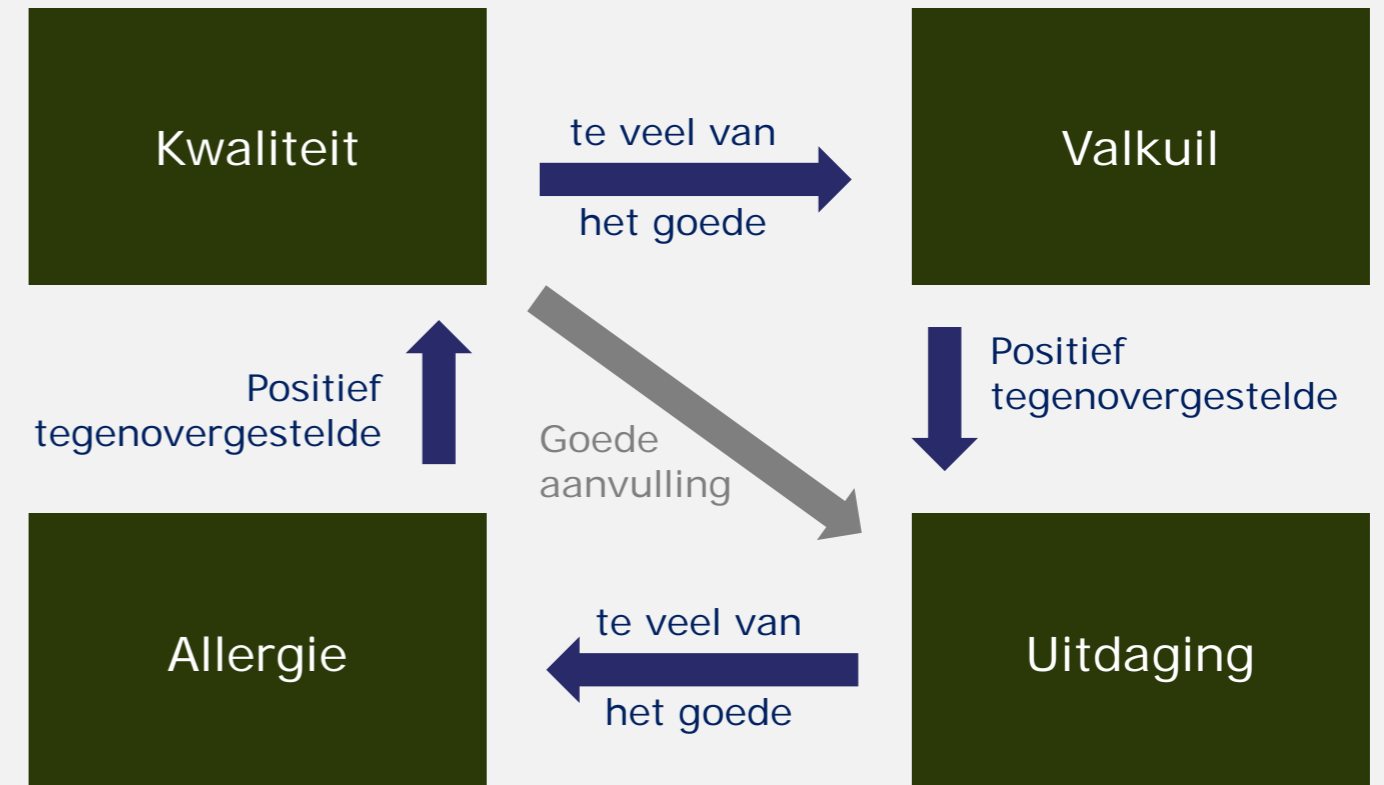 Kwaliteit
te veel van
het goede
Valkuil
Positief
tegenovergestelde
Positief
tegenovergestelde
Goede
aanvulling
Allergie
te veel van
het goede
Uitdaging